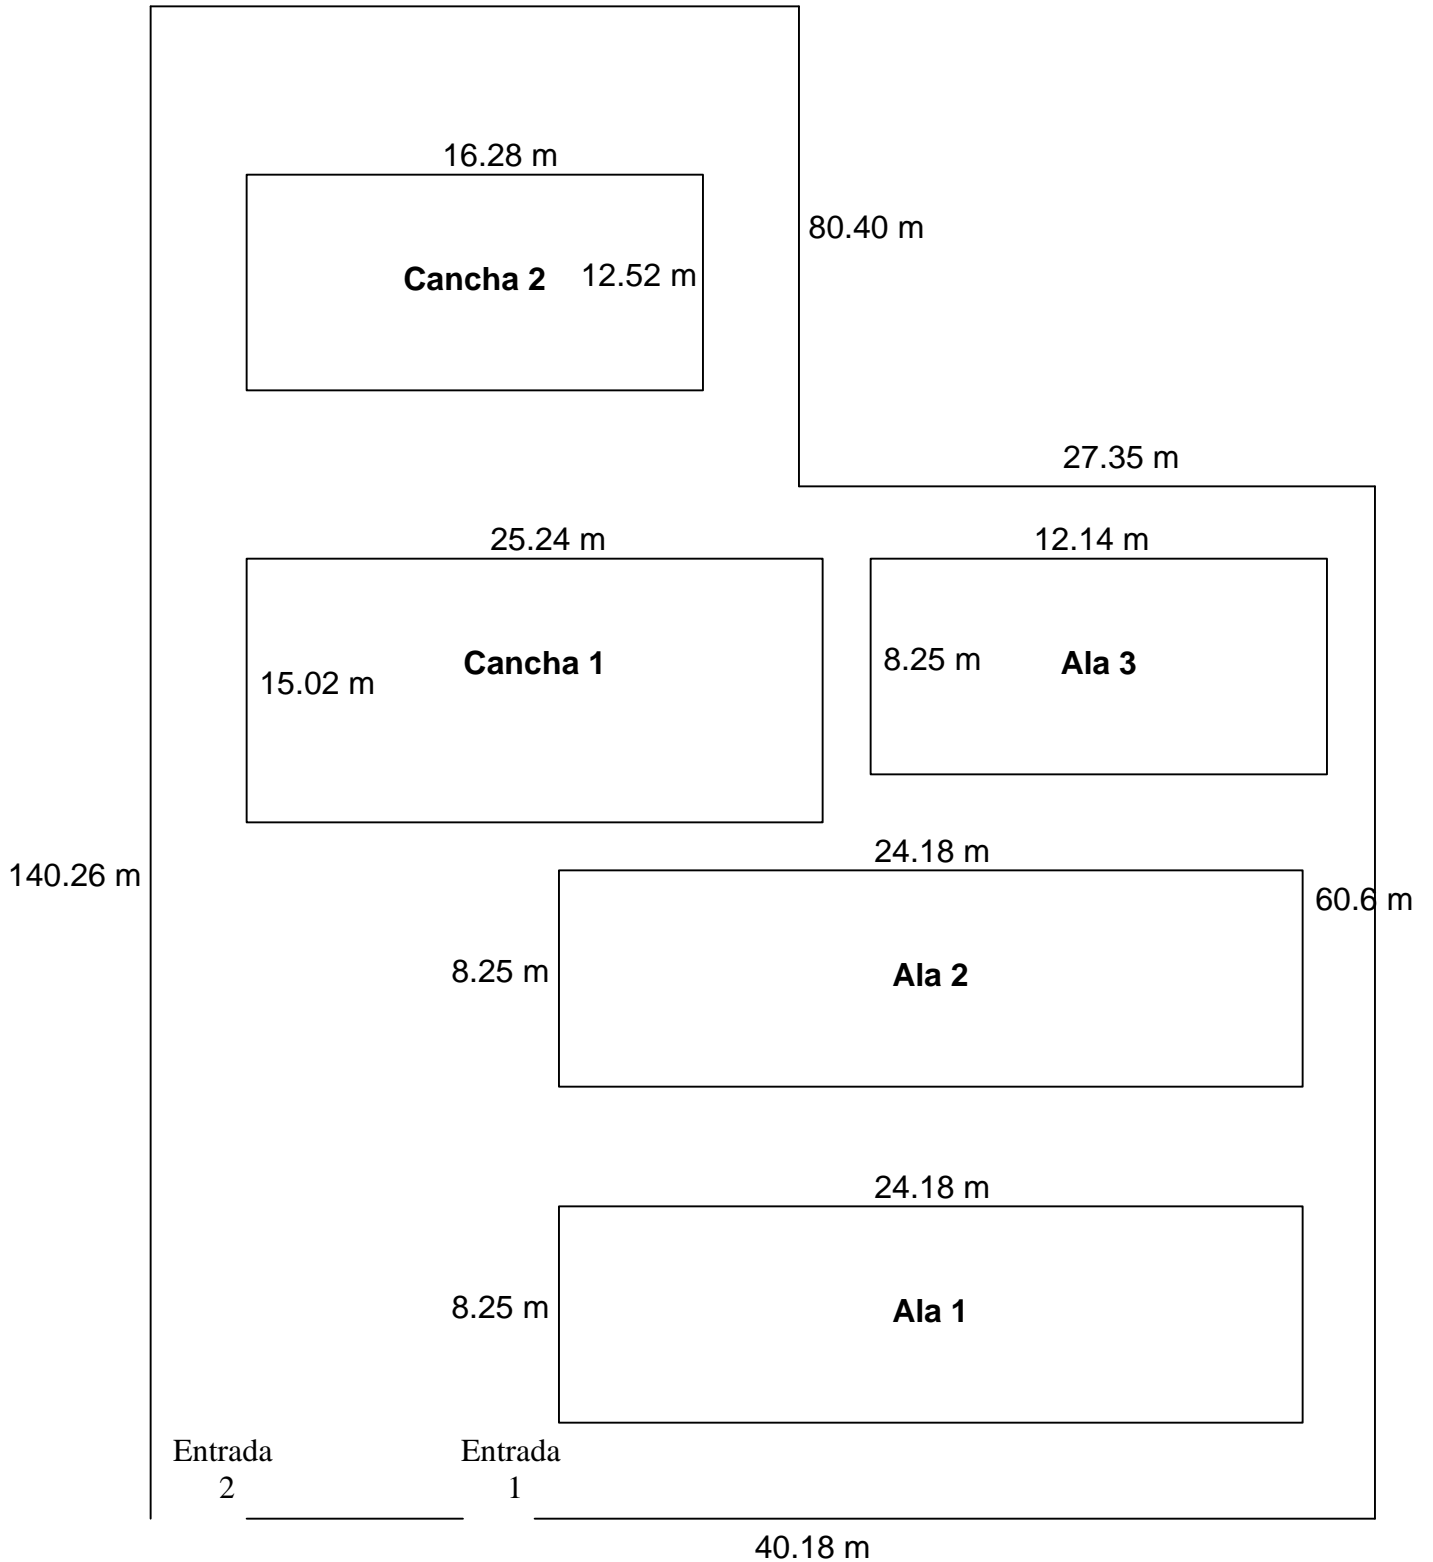 16.28 m
80.40 m
Cancha 2
12.52 m
27.35 m
25.24 m
12.14 m
Cancha 1
15.02 m
8.25 m
Ala 3
24.18 m
140.26 m
60.6 m
8.25 m
Ala 2
24.18 m
8.25 m
Ala 1
Entrada
2
Entrada
1
40.18 m